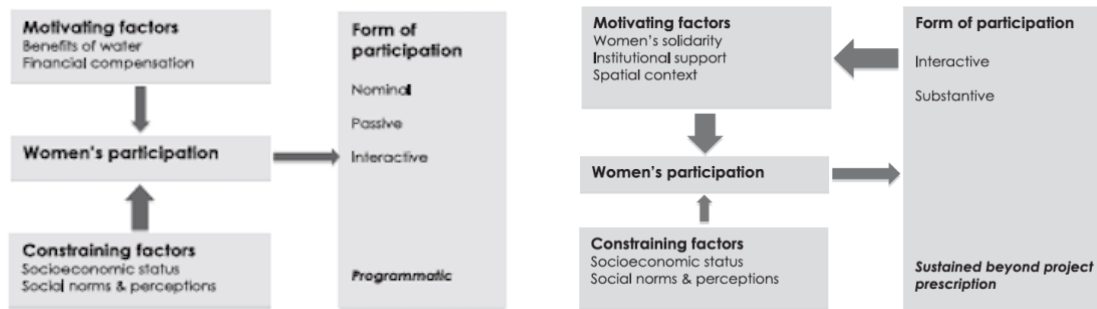 Motivating factors
Benefits of water
Financial compensation
Women's participation
Constraining factors
Socioeconomic status
Social norms & perceptions
Form of
participation
Nominal
Passive
Interactive
Programmatic
Motivating factors
Women's solidarity
Institutional support
Spatial context
Women's participation
Constraining factors
Socioeconomic status
Social norms & perceptions
Form of participation
Interactive
Substantive
Sustained beyond project
prescription